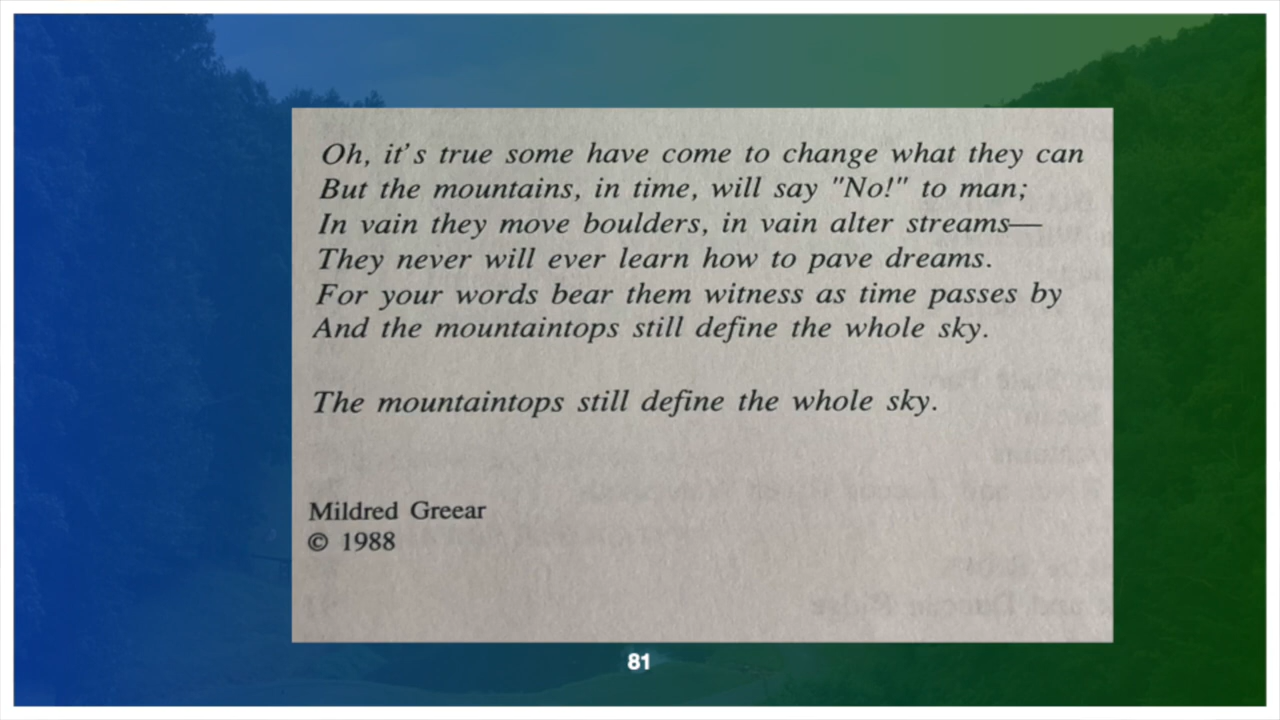 Oh, it's true some have come to change what they can
But the mountains, in time, will say "No!" to man;
In vain they move boulders, in vain alter streams—
They never will ever learn how to pave dreams.
For your words bear them witness as time passes by
And the mountaintops still define the whole sky.
The mountaintops still define the whole sky.
Mildred Greear
© 1988
81